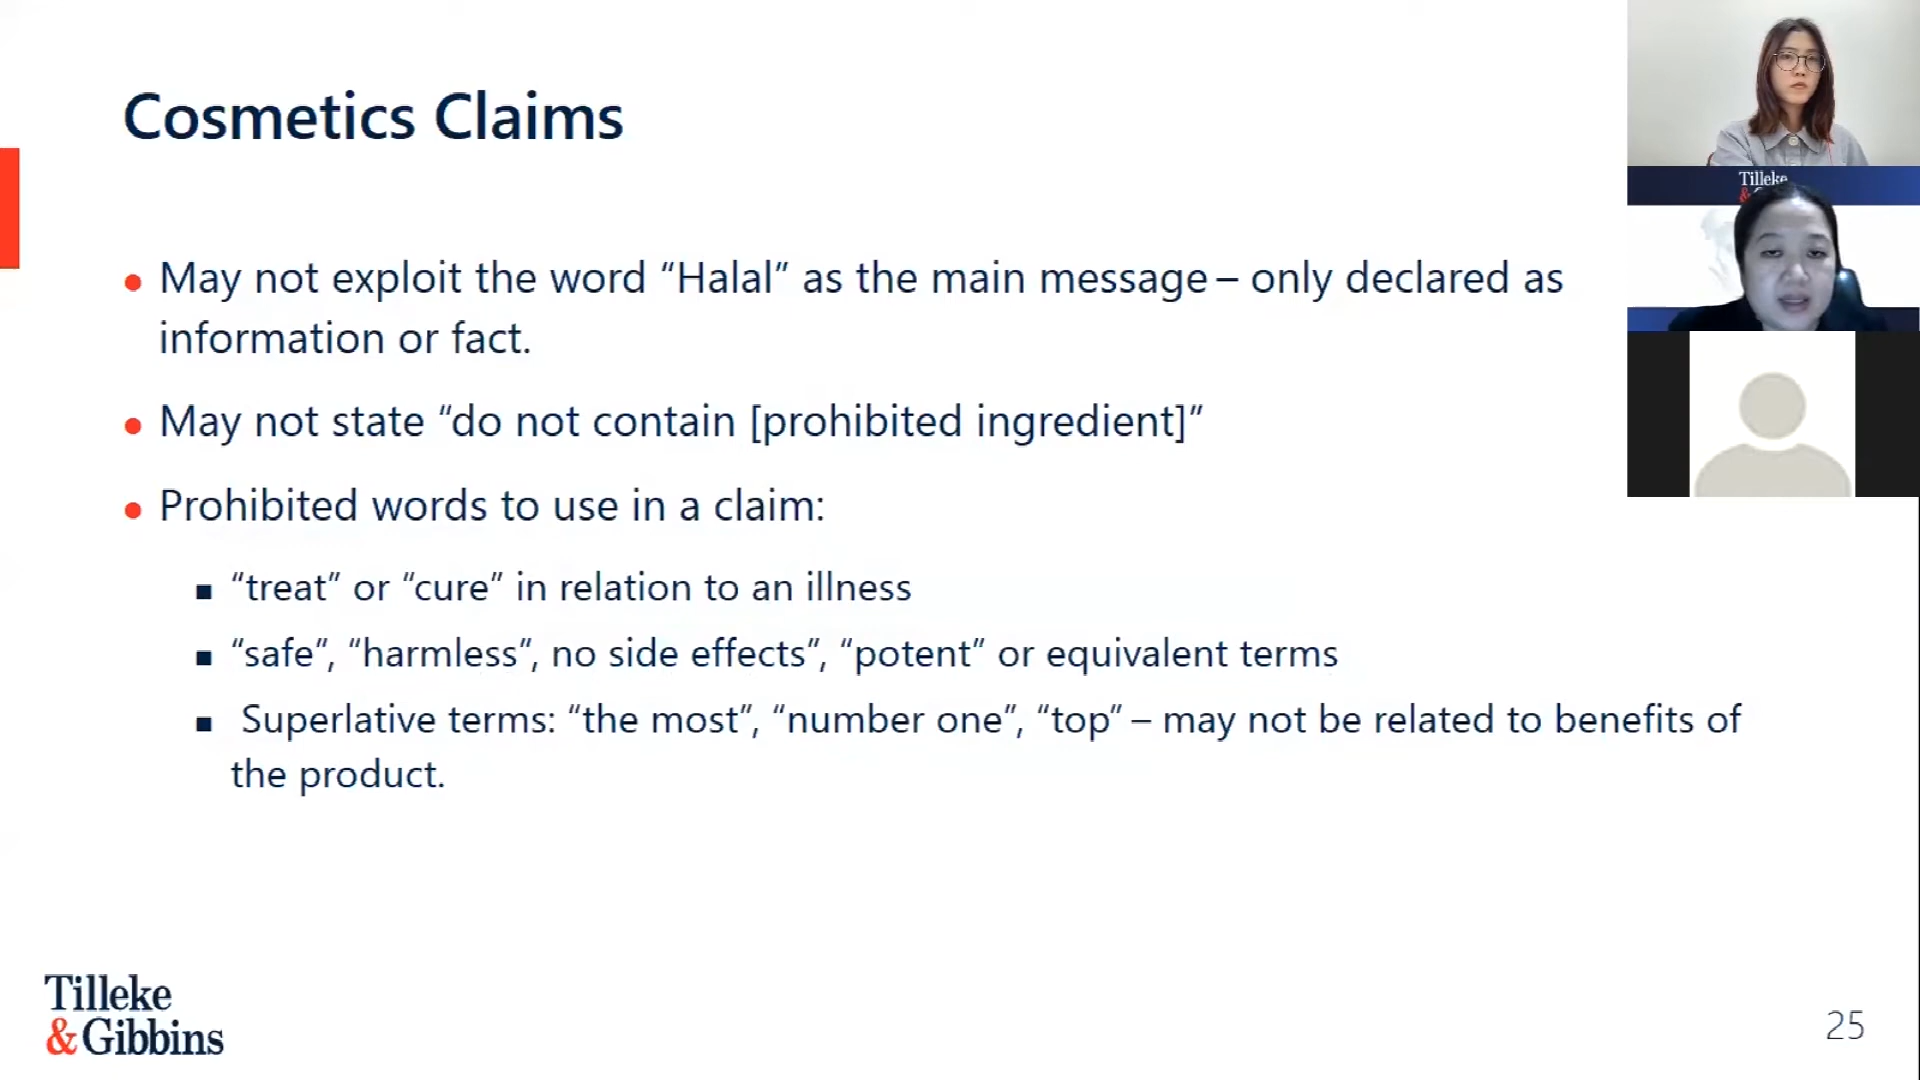 Cosmetics Claims
● May not exploit the word “Halal” as the main message – only declared as
information or fact.
● May not state “do not contain [prohibited ingredient]”
● Prohibited words to use in a claim:
▪ “treat” or “cure” in relation to an illness
▪ “safe”, “harmless”, no side effects”, “potent” or equivalent terms
▪ Superlative terms: “the most”, “number one”, “top” – may not be related to benefits of
the product.
Tilleke
& Gibbins
25
Tilleke
&